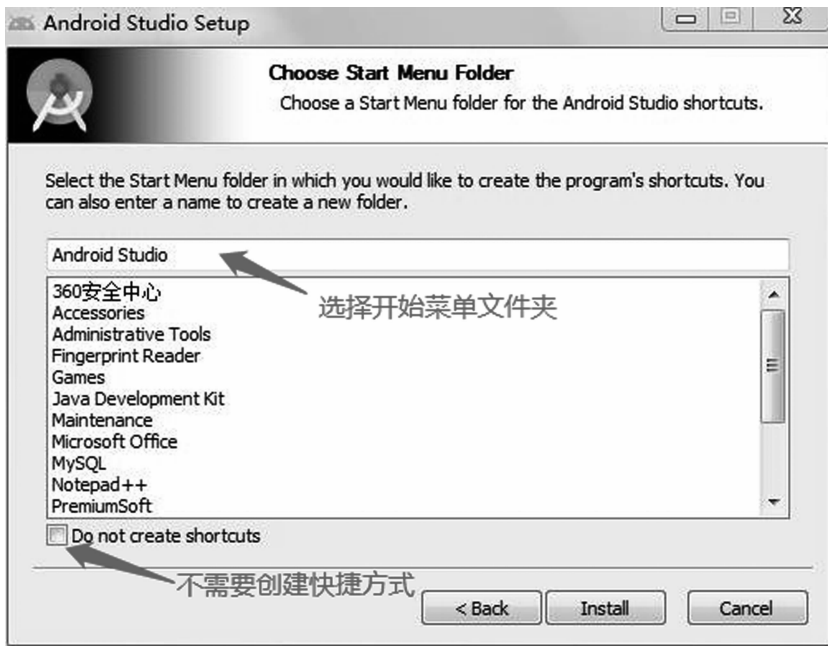 Android Studio Setup
Choose Start Menu Folder
Choose a Start Menu folder for the Android Studio shortcuts.
Select the Start Menu folder in which you would like to create the program's shortcuts. You
can also enter a name to create a new folder.
Android Studio
选择开始菜单文件夹
360安全中心
Accessories
Administrative Tools
Fingerprint Reader
Games
Java Development Kit
Maintenance
Microsoft Office
MySQL
Notepad++
PremiumSoft
Do not create shortcuts
不需要创建快捷方式
< Back
Install
Cancel